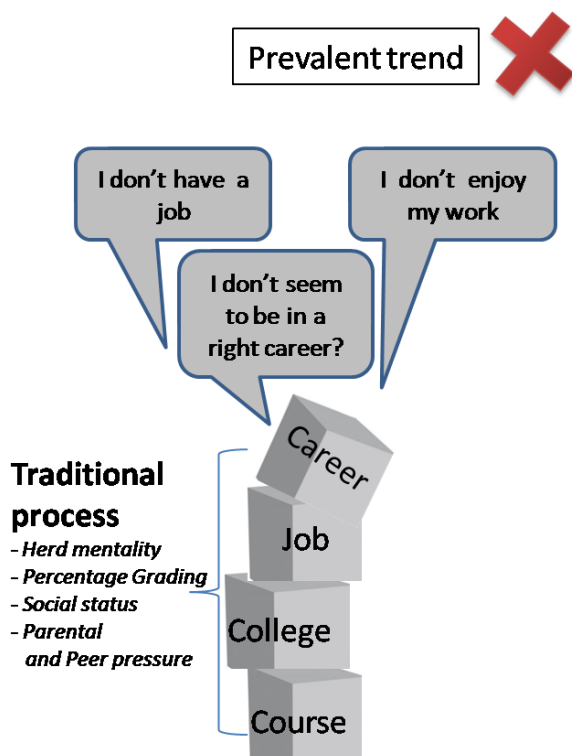 Prevalent trend
I don't have a
job
I don't enjoy
my work
I don't seem
to be in a
right career?
Traditional
process
- Herd mentality
- Percentage Grading
- Social status
- Parental
and Peer pressure
Career
Job
College
Course